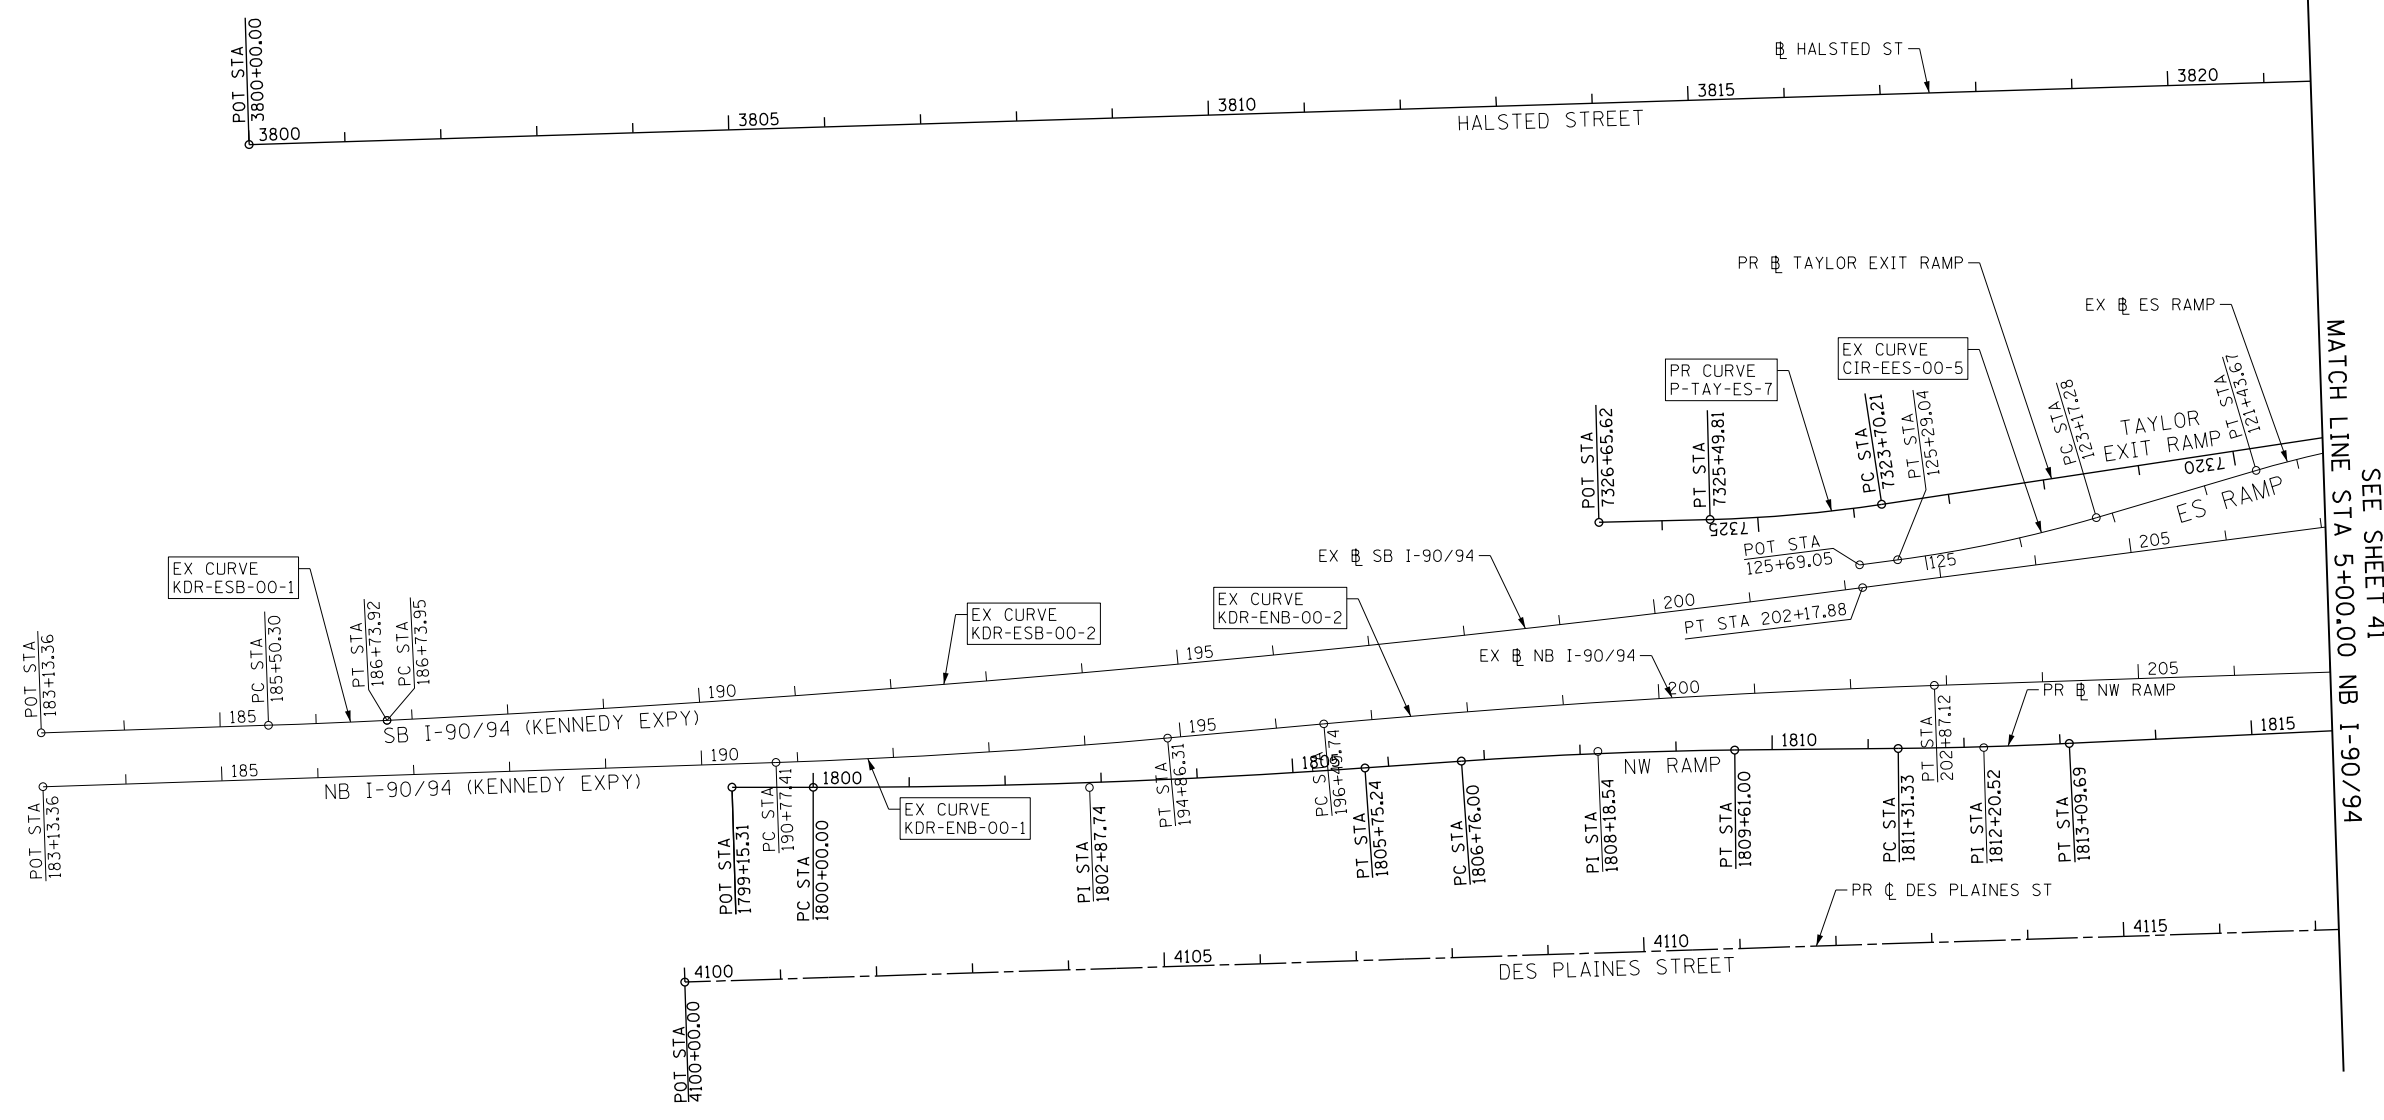 POT STA
3800+00.00
3800
3805
3810
3815
3820
HALSTED STREET
℄ HALSTED ST
PR ℄ TAYLOR EXIT RAMP
EX ℄ ES RAMP
PR CURVE
P-TAY-ES-7
EX CURVE
CIR-EES-00-5
POT STA
7326+65.62
PT STA
7325+49.81
PC STA
7323+70.21
PT STA
125+29.04
PC STA
123+17.28
PT STA
121+43.67
TAYLOR
EXIT RAMP
7320
7325
ES RAMP
POT STA
125+69.05
125
EX CURVE
KDR-ESB-00-1
POT STA
183+13.36
PC STA
185+50.30
PT STA
186+73.92
PC STA
186+73.95
EX CURVE
KDR-ESB-00-2
EX CURVE
KDR-ENB-00-2
EX ℄ SB I-90/94
PT STA 202+17.88
185
190
195
200
205
SB I-90/94 (KENNEDY EXPY)
EX ℄ NB I-90/94
185
190
195
200
205
NB I-90/94 (KENNEDY EXPY)
POT STA
183+13.36
PC STA
190+77.41
EX CURVE
KDR-ENB-00-1
PT STA
194+86.31
PC STA
PT STA
202+87.12
PR ℄ NW RAMP
1800
1805
1810
1815
NW RAMP
POT STA
1799+15.31
PC STA
1800+00.00
PI STA
1802+87.74
PT STA
1805+75.24
PC STA
1806+76.00
PI STA
1808+18.54
PT STA
1809+61.00
PC STA
1811+31.33
PI STA
1812+20.52
PT STA
1813+09.69
PR ℄ DES PLAINES ST
4100
4105
4110
4115
DES PLAINES STREET
POT STA
4100+00.00
MATCH LINE STA 5+00.00 NB I-90/94
SEE SHEET 41